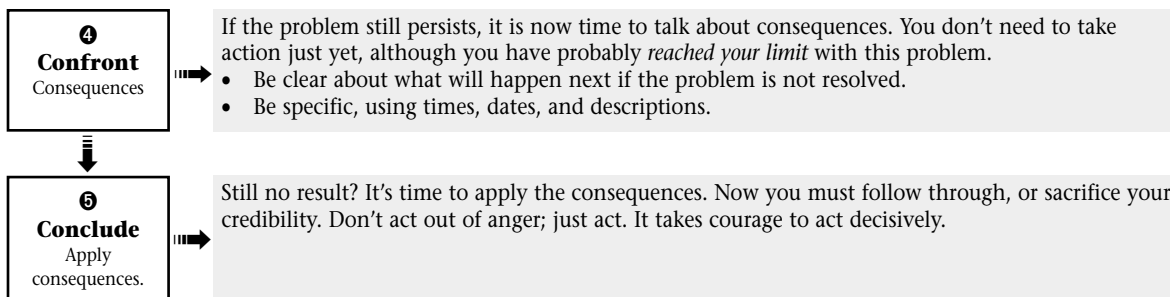 ❹
Confront
Consequences
If the problem still persists, it is now time to talk about consequences. You don’t need to take
action just yet, although you have probably reached your limit with this problem.
• Be clear about what will happen next if the problem is not resolved.
• Be specific, using times, dates, and descriptions.
❺
Conclude
Apply
consequences.
Still no result? It’s time to apply the consequences. Now you must follow through, or sacrifice your
credibility. Don’t act out of anger; just act. It takes courage to act decisively.